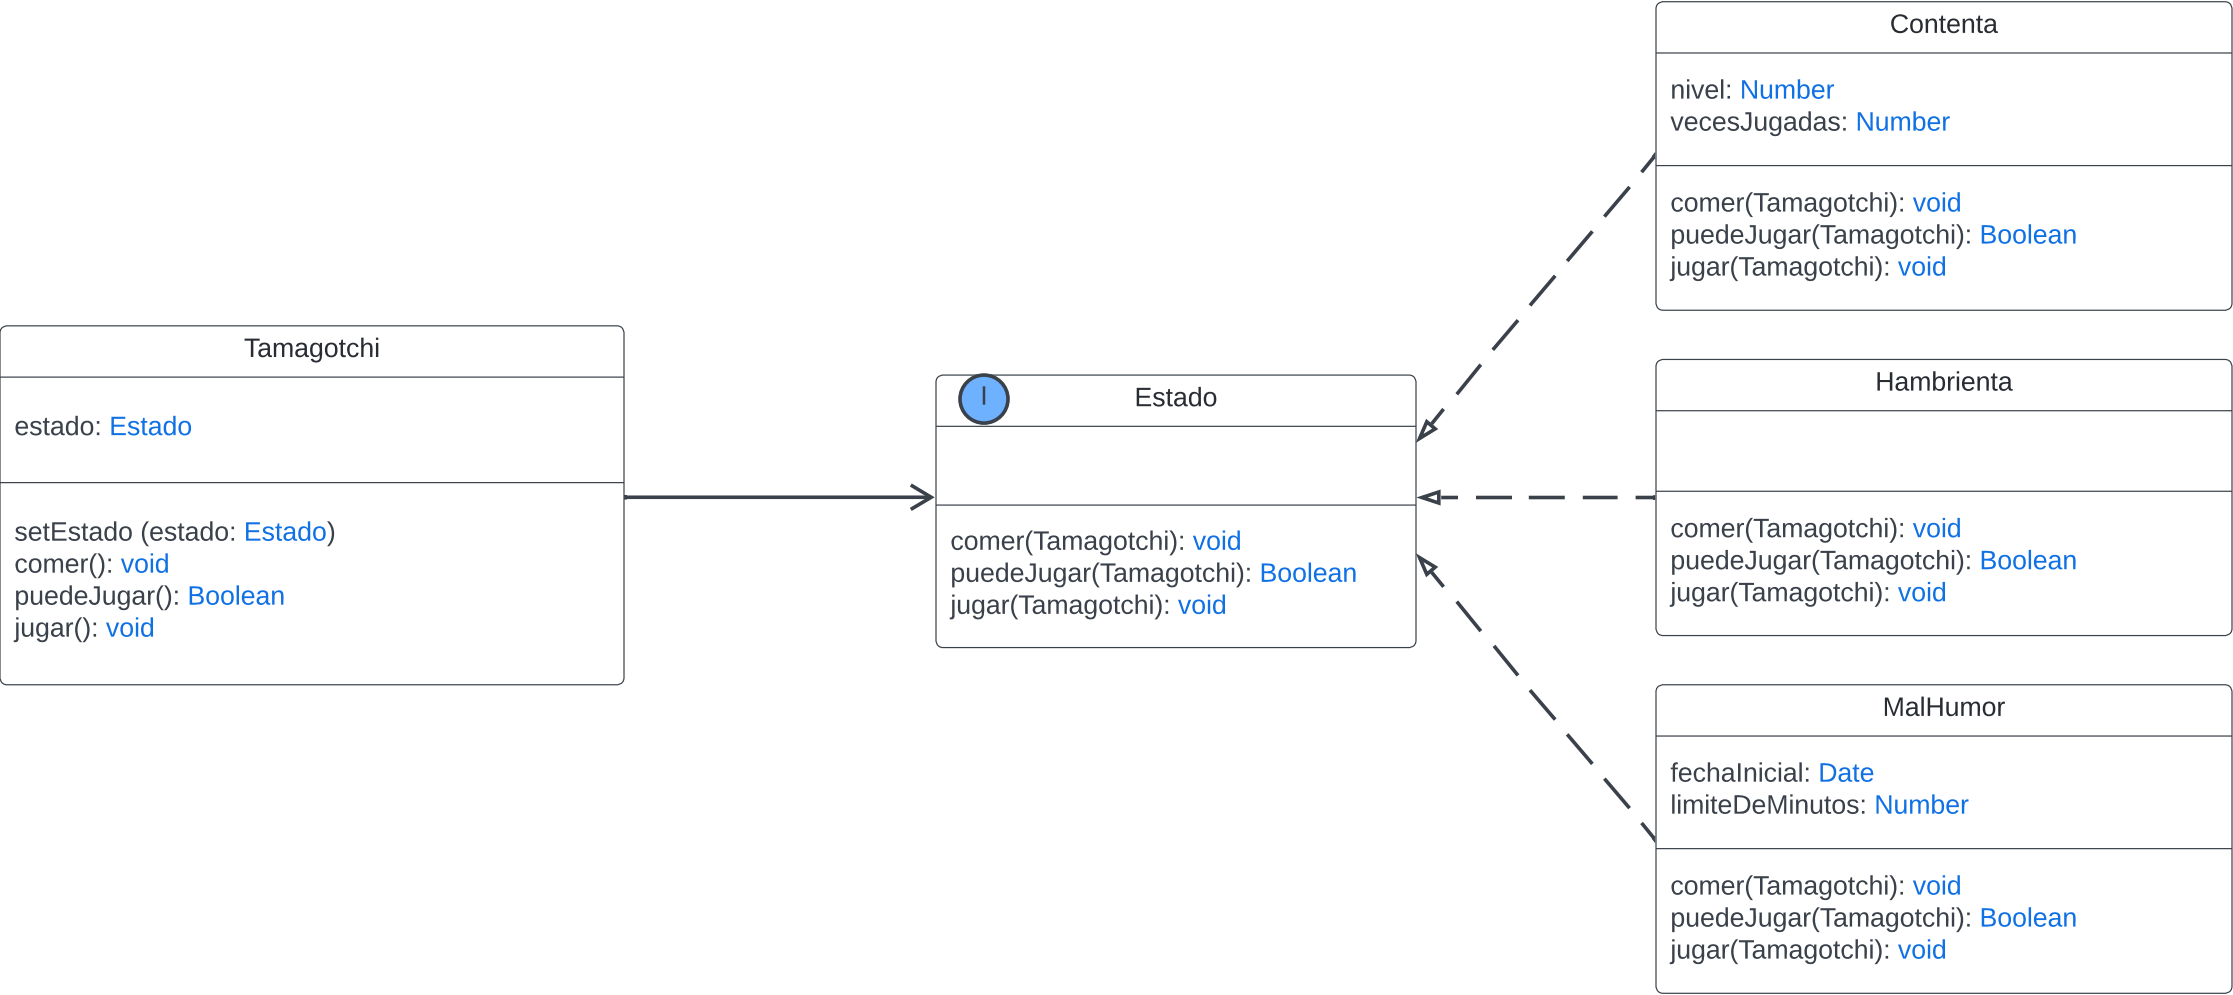 Tamagotchi
estado: Estado
setEstado (estado: Estado)
comer(): void
puedeJugar(): Boolean
jugar(): void
I
Estado
comer(Tamagotchi): void
puedeJugar(Tamagotchi): Boolean
jugar(Tamagotchi): void
Contenta
nivel: Number
vecesJugadas: Number
comer(Tamagotchi): void
puedeJugar(Tamagotchi): Boolean
jugar(Tamagotchi): void
Hambrienta
comer(Tamagotchi): void
puedeJugar(Tamagotchi): Boolean
jugar(Tamagotchi): void
MalHumor
fechaInicial: Date
limiteDeMinutos: Number
comer(Tamagotchi): void
puedeJugar(Tamagotchi): Boolean
jugar(Tamagotchi): void